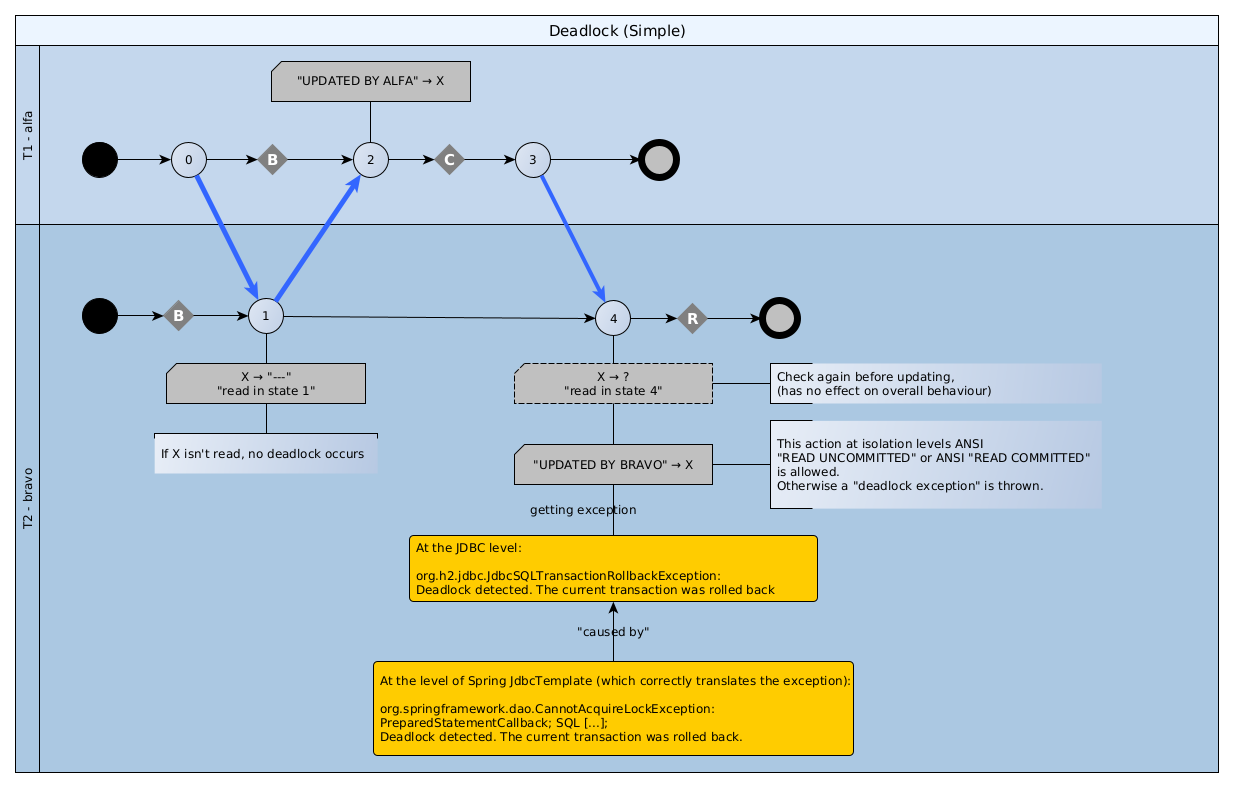 Deadlock (Simple)
T1 - alfa
"UPDATED BY ALFA" → X
0
B
2
C
3
T2 - bravo
B
1
4
R
X → "---"
"read in state 1"
If X isn't read, no deadlock occurs
X → ?
"read in state 4"
Check again before updating,
(has no effect on overall behaviour)
"UPDATED BY BRAVO" → X
This action at isolation levels ANSI
"READ UNCOMMITTED" or ANSI "READ COMMITTED"
is allowed.
Otherwise a "deadlock exception" is thrown.
getting exception
At the JDBC level:
org.h2.jdbc.JdbcSQLTransactionRollbackException:
Deadlock detected. The current transaction was rolled back
"caused by"
At the level of Spring JdbcTemplate (which correctly translates the exception):
org.springframework.dao.CannotAcquireLockException:
PreparedStatementCallback; SQL [...];
Deadlock detected. The current transaction was rolled back.